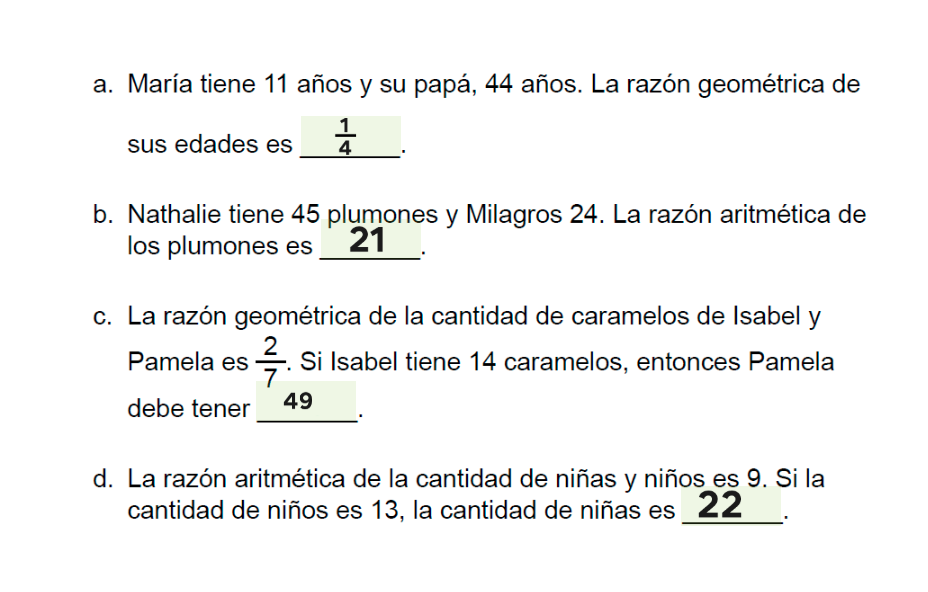 a. María tiene 11 años y su papá, 44 años. La razón geométrica de
sus edades es 1/4.
b. Nathalie tiene 45 plumones y Milagros 24. La razón aritmética de
los plumones es 21.
c. La razón geométrica de la cantidad de caramelos de Isabel y
Pamela es 2/7. Si Isabel tiene 14 caramelos, entonces Pamela
debe tener 49.
d. La razón aritmética de la cantidad de niñas y niños es 9. Si la
cantidad de niños es 13, la cantidad de niñas es 22.